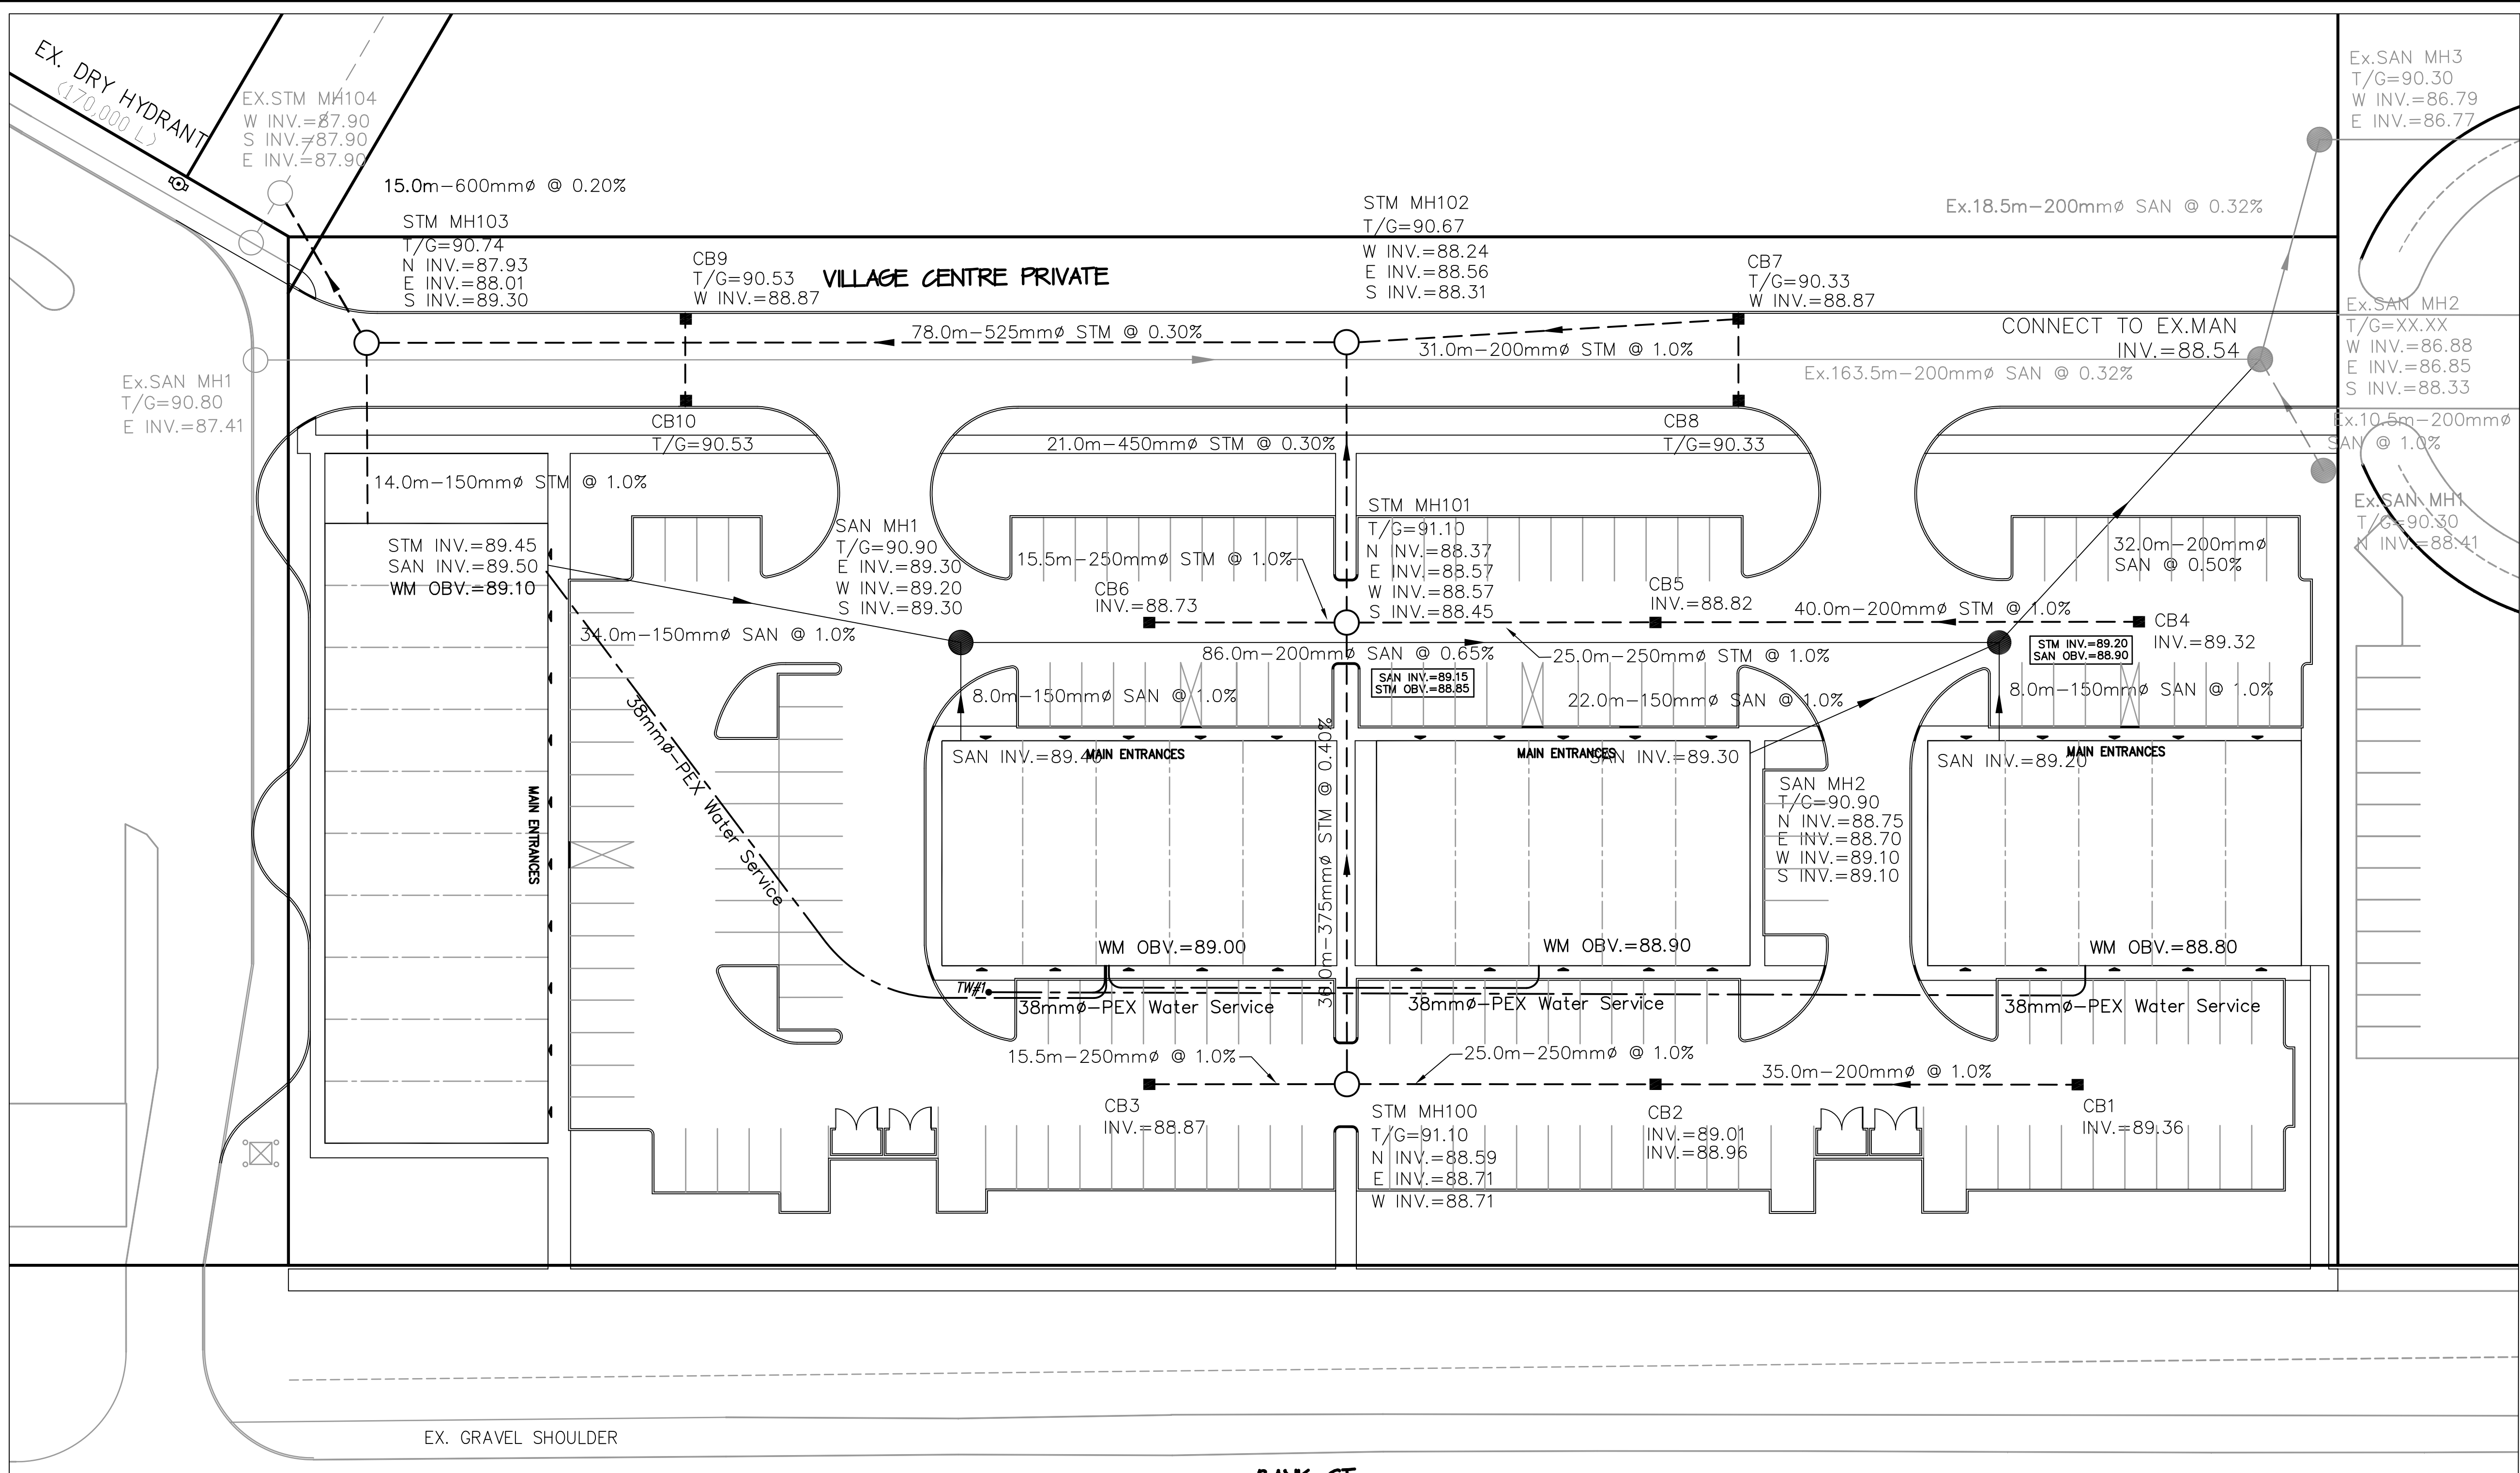 EX. DRY HYDRANT
(170,000 L)
EX.STM MH104
W INV.=87.90
S INV.=87.90
E INV.=87.90
15.0m-600mmø @ 0.20%
STM MH103
T/G=90.74
N INV.=87.93
E INV.=88.01
S INV.=89.30
CB9
T/G=90.53
W INV.=88.87
VILLAGE CENTRE PRIVATE
STM MH102
T/G=90.67
W INV.=88.24
E INV.=88.56
S INV.=88.31
CB7
T/G=90.33
W INV.=88.87
Ex.18.5m-200mmø SAN @ 0.32%
Ex.SAN MH3
T/G=90.30
W INV.=86.79
E INV.=86.77
Ex.SAN MH2
T/G=XX.XX
W INV.=86.88
E INV.=86.85
S INV.=88.33
CONNECT TO EX.MAN
INV.=88.54
78.0m-525mmø STM @ 0.30%
31.0m-200mmø STM @ 1.0%
Ex.163.5m-200mmø SAN @ 0.32%
Ex.SAN MH1
T/G=90.80
E INV.=87.41
Ex.10.5m-200mmø
SAN @ 1.0%
CB10
T/G=90.53
21.0m-450mmø STM @ 0.30%
CB8
T/G=90.33
14.0m-150mmø STM @ 1.0%
Ex.SAN MH1
T/G=90.30
N INV.=88.41
STM INV.=89.45
SAN INV.=89.50
WM OBV.=89.10
SAN MH1
T/G=90.90
E INV.=89.30
W INV.=89.20
S INV.=89.30
15.5m-250mmø STM @ 1.0%
CB6
INV.=88.73
STM MH101
T/G=91.10
N INV.=88.37
E INV.=88.57
W INV.=88.57
S INV.=88.45
CB5
INV.=88.82
40.0m-200mmø STM @ 1.0%
32.0m-200mmø
SAN @ 0.50%
CB4
INV.=89.32
34.0m-150mmø SAN @ 1.0%
86.0m-200mmø SAN @ 0.65%
25.0m-250mmø STM @ 1.0%
STM INV.=89.20
SAN OBV.=88.90
SAN INV.=89.15
STM OBV.=88.85
8.0m-150mmø SAN @ 1.0%
22.0m-150mmø SAN @ 1.0%
8.0m-150mmø SAN @ 1.0%
38mmø-PEX Water Service
SAN INV.=89.40
MAIN ENTRANCES
MAIN ENTRANCES
SAN INV.=89.30
SAN INV.=89.20
MAIN ENTRANCES
MAIN ENTRANCES
36.0m-375mmø STM @ 0.40%
SAN MH2
T/G=90.90
N INV.=88.75
E INV.=88.70
W INV.=89.10
S INV.=89.10
WM OBV.=89.00
WM OBV.=88.90
WM OBV.=88.80
TW#1
38mmø-PEX Water Service
38mmø-PEX Water Service
38mmø-PEX Water Service
15.5m-250mmø @ 1.0%
25.0m-250mmø @ 1.0%
35.0m-200mmø @ 1.0%
CB3
INV.=88.87
STM MH100
T/G=91.10
N INV.=88.59
E INV.=88.71
W INV.=88.71
CB2
INV.=89.01
INV.=88.96
CB1
INV.=89.36
EX. GRAVEL SHOULDER